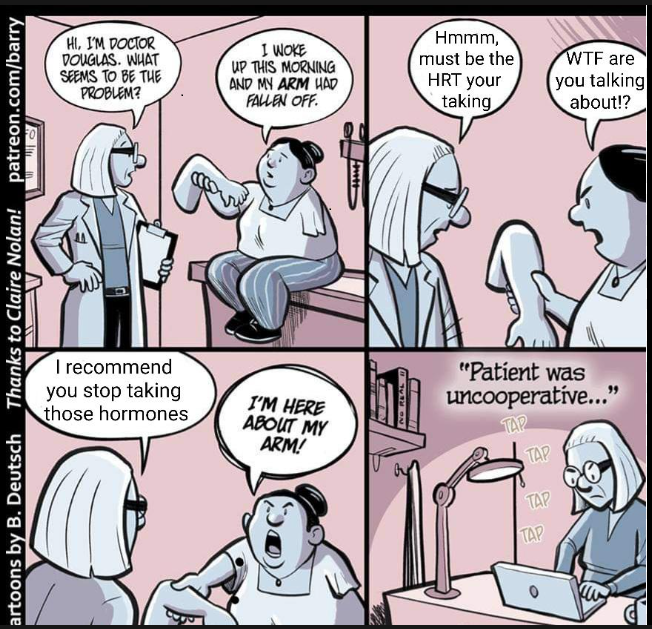 HI, I'M DOCTOR
DOUGLAS. WHAT
SEEMS TO BE THE
PROBLEM?
I WOKE
UP THIS MORNING
AND MY ARM HAD
FALLEN OFF.
Hmmm,
must be the
HRT your
taking
WTF are
you talking
about!?
I recommend
you stop taking
those hormones
I'M HERE
ABOUT MY
ARM!
"Patient was
uncooperative..."
TAP
TAP
TAP
TAP
artoons by B. Deutsch Thanks to Claire Nolan! patreon.com/barry